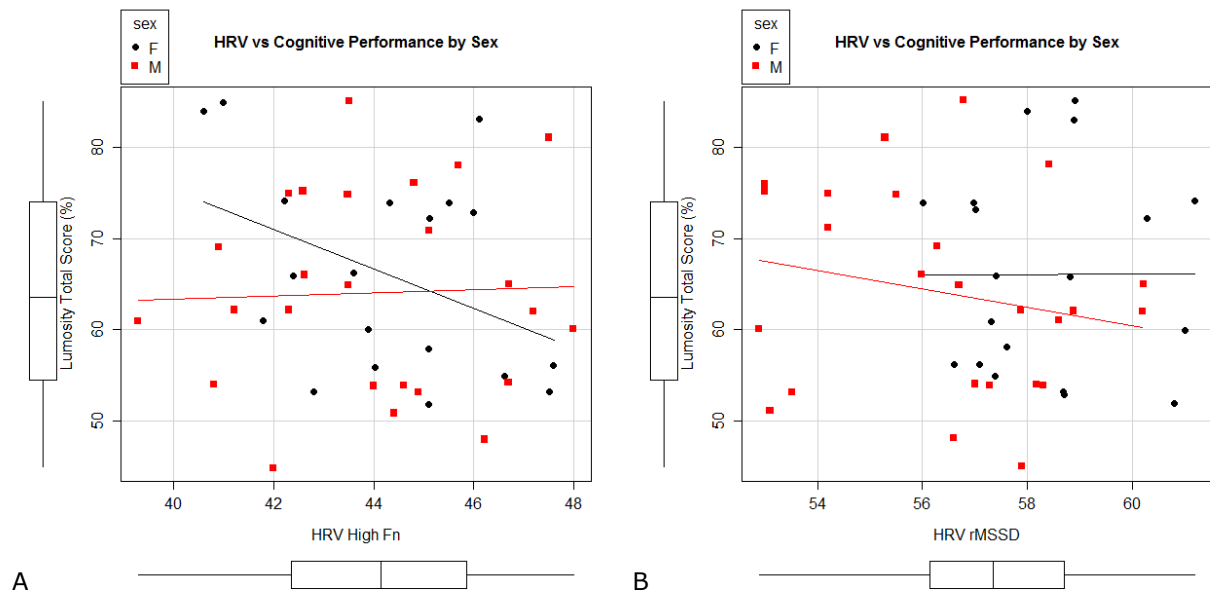 sex
F
M
HRV vs Cognitive Performance by Sex
Lumosity Total Score (%)
80
70
60
50
40
42
44
46
48
HRV High Fn
A
sex
F
M
HRV vs Cognitive Performance by Sex
Lumosity Total Score (%)
80
70
60
50
54
56
58
60
HRV rMSSD
B